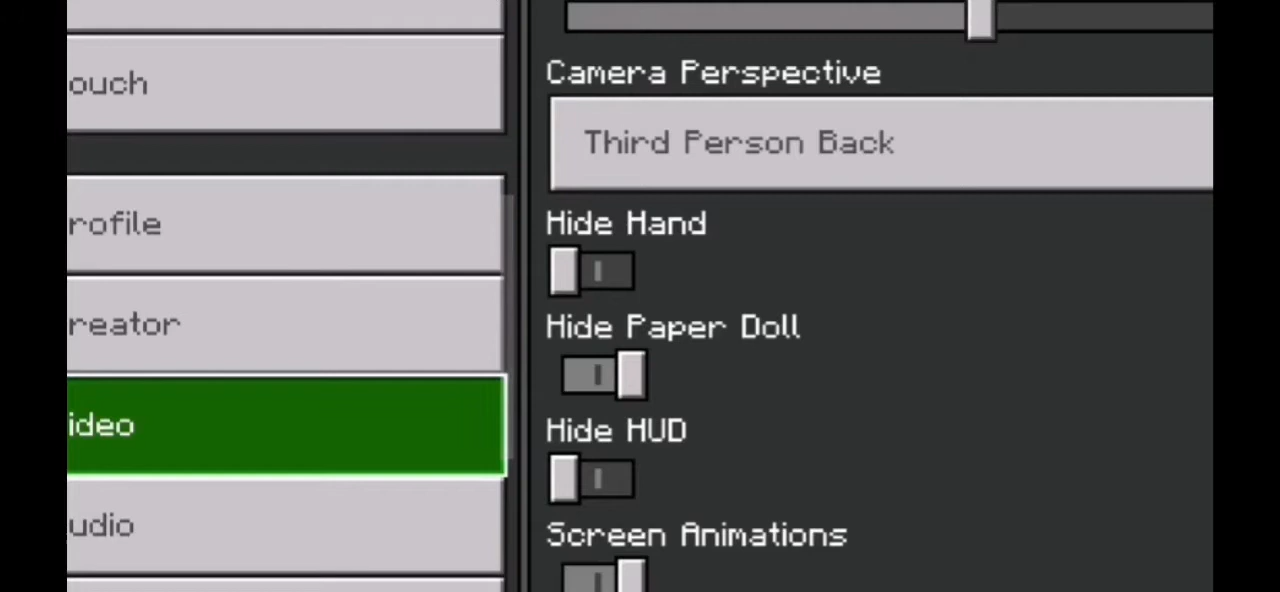 ouch
rofile
reator
ideo
udio
Camera Perspective
Third Person Back
Hide Hand
Hide Paper Doll
Hide HUD
Screen Animations